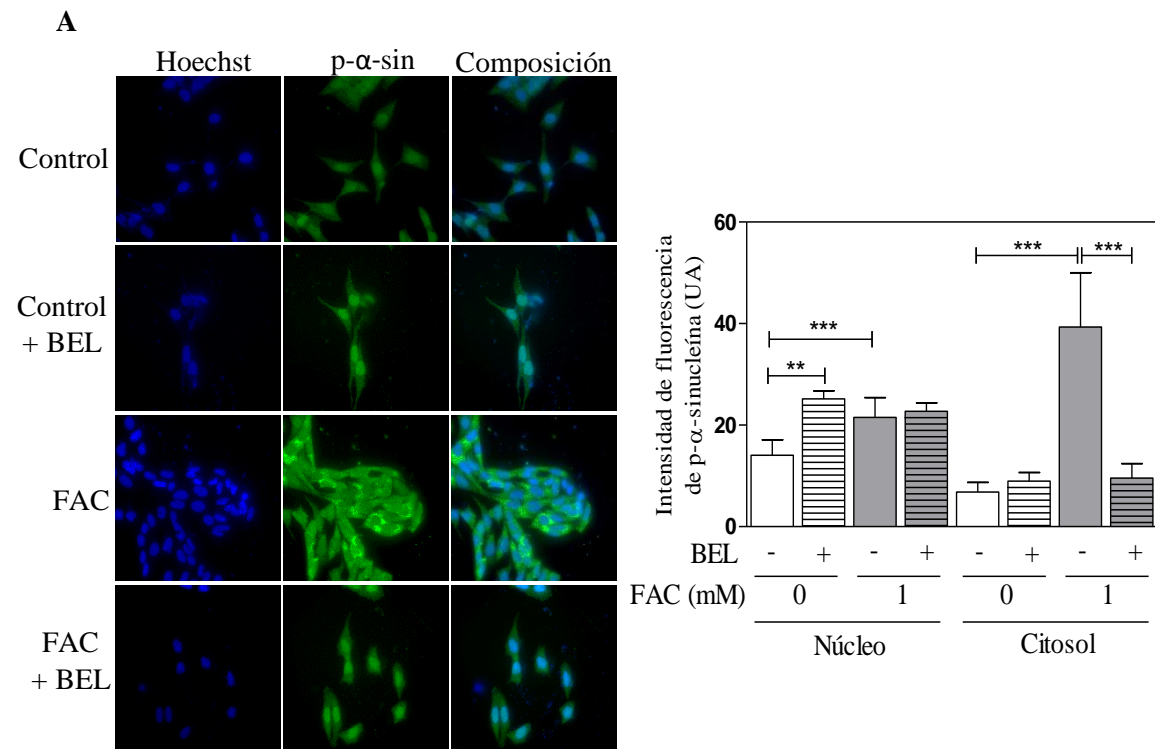 A
Hoechst p-α-sin Composición
Control
Control
+ BEL
FAC
FAC
+ BEL
Intensidad de fluorescencia
de p-α-sinucleína (UA)
60
40
20
0
***
**
***
***
BEL - + - + - + - +
FAC (mM) 0 1 0 1
Núcleo Citosol